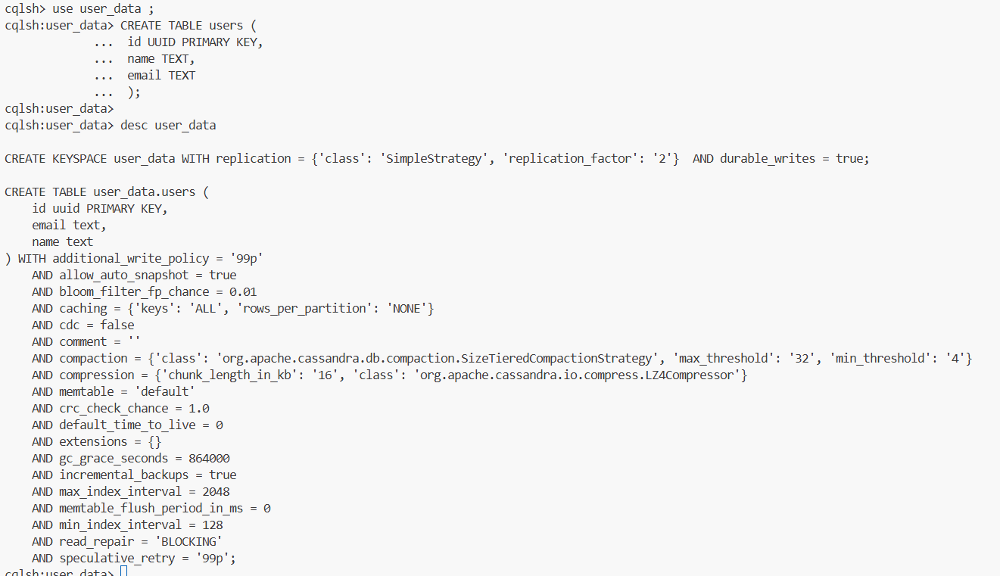 cqlsh> use user_data ;
cqlsh:user_data> CREATE TABLE users (
... id UUID PRIMARY KEY,
... name TEXT,
... email TEXT
... );
cqlsh:user_data>
cqlsh:user_data> desc user_data
CREATE KEYSPACE user_data WITH replication = {'class': 'SimpleStrategy', 'replication_factor': '2'}  AND durable_writes = true;
CREATE TABLE user_data.users (
id uuid PRIMARY KEY,
email text,
name text
) WITH additional_write_policy = '99p'
AND allow_auto_snapshot = true
AND bloom_filter_fp_chance = 0.01
AND caching = {'keys': 'ALL', 'rows_per_partition': 'NONE'}
AND cdc = false
AND comment = ''
AND compaction = {'class': 'org.apache.cassandra.db.compaction.SizeTieredCompactionStrategy', 'max_threshold': '32', 'min_threshold': '4'}
AND compression = {'chunk_length_in_kb': '16', 'class': 'org.apache.cassandra.io.compress.LZ4Compressor'}
AND memtable = 'default'
AND crc_check_chance = 1.0
AND default_time_to_live = 0
AND extensions = {}
AND gc_grace_seconds = 864000
AND incremental_backups = true
AND max_index_interval = 2048
AND memtable_flush_period_in_ms = 0
AND min_index_interval = 128
AND read_repair = 'BLOCKING'
AND speculative_retry = '99p';
cqlsh:user_data>